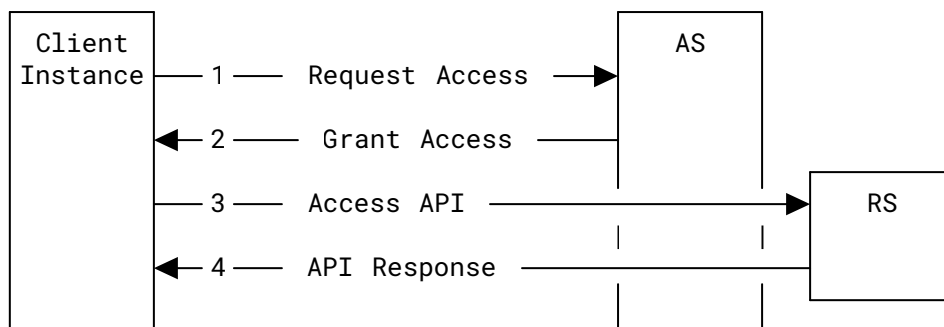 Client
Instance
AS
1 Request Access
2 Grant Access
3 Access API
RS
4 API Response